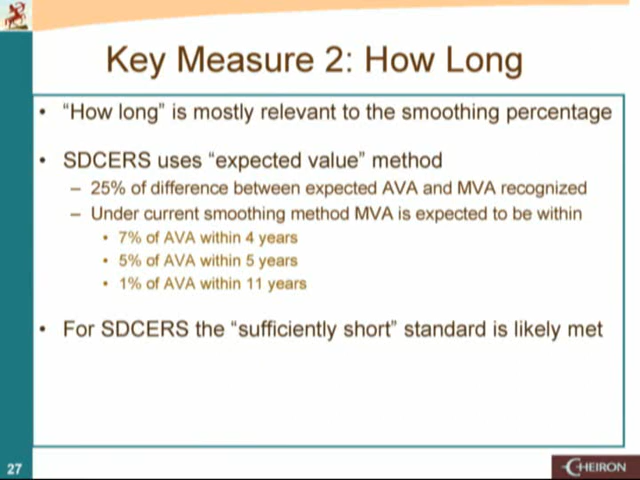 Key Measure 2: How Long
• "How long" is mostly relevant to the smoothing percentage
• SDCERS uses "expected value" method
– 25% of difference between expected AVA and MVA recognized
– Under current smoothing method MVA is expected to be within
• 7% of AVA within 4 years
• 5% of AVA within 5 years
• 1% of AVA within 11 years
• For SDCERS the "sufficiently short" standard is likely met
27
CHEIRON